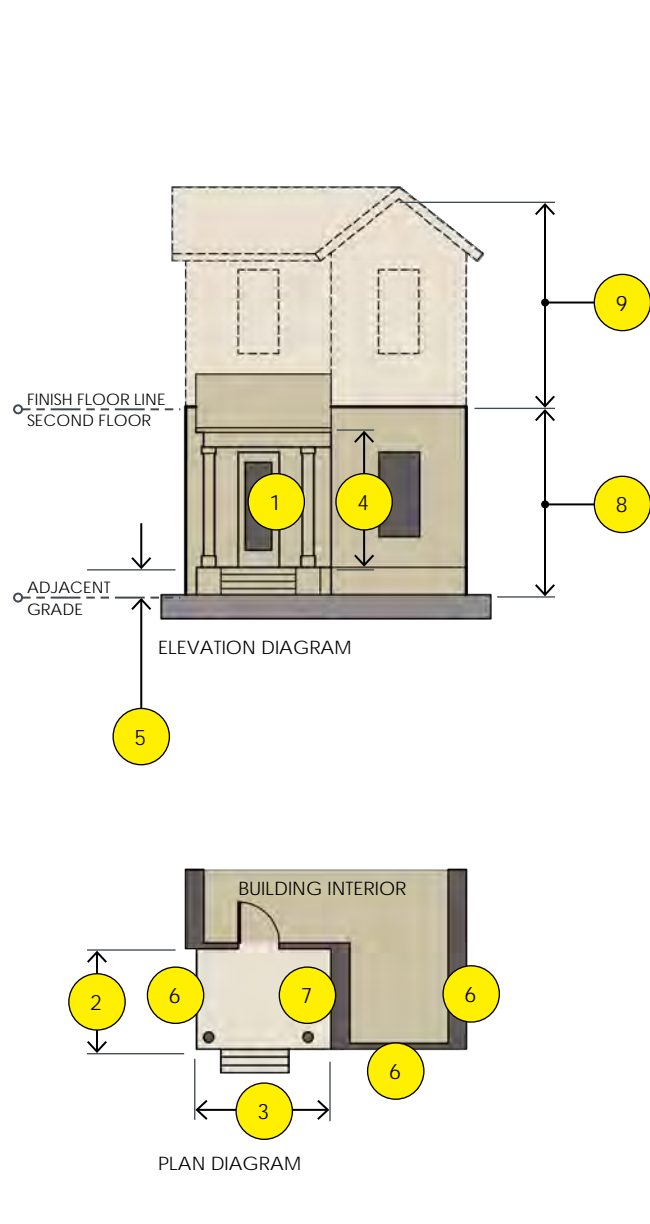 9
FINISH FLOOR LINE
SECOND FLOOR
1
4
8
ADJACENT
GRADE
ELEVATION DIAGRAM
5
BUILDING INTERIOR
2
6
7
6
6
3
PLAN DIAGRAM